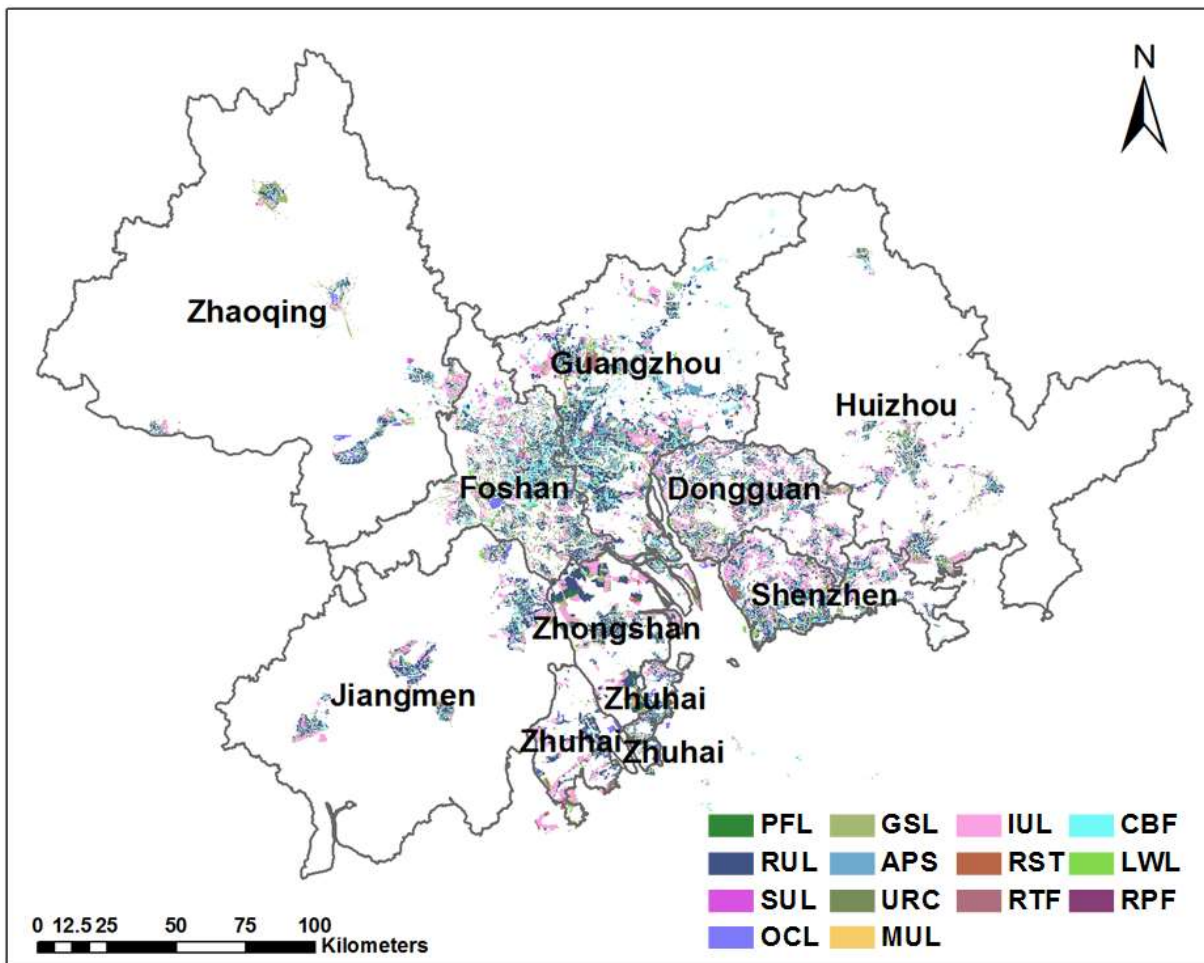 N
Zhaoqing
Guangzhou
Huizhou
Foshan
Dongguan
Shenzhen
Zhongshan
Jiangmen
Zhuhai
Zhuhai
Zhuhai
PFL GSL IUL CBF
RUL APS RST LWL
SUL URC RTF RPF
OCL MUL
0 12.5 25 50 75 100
Kilometers